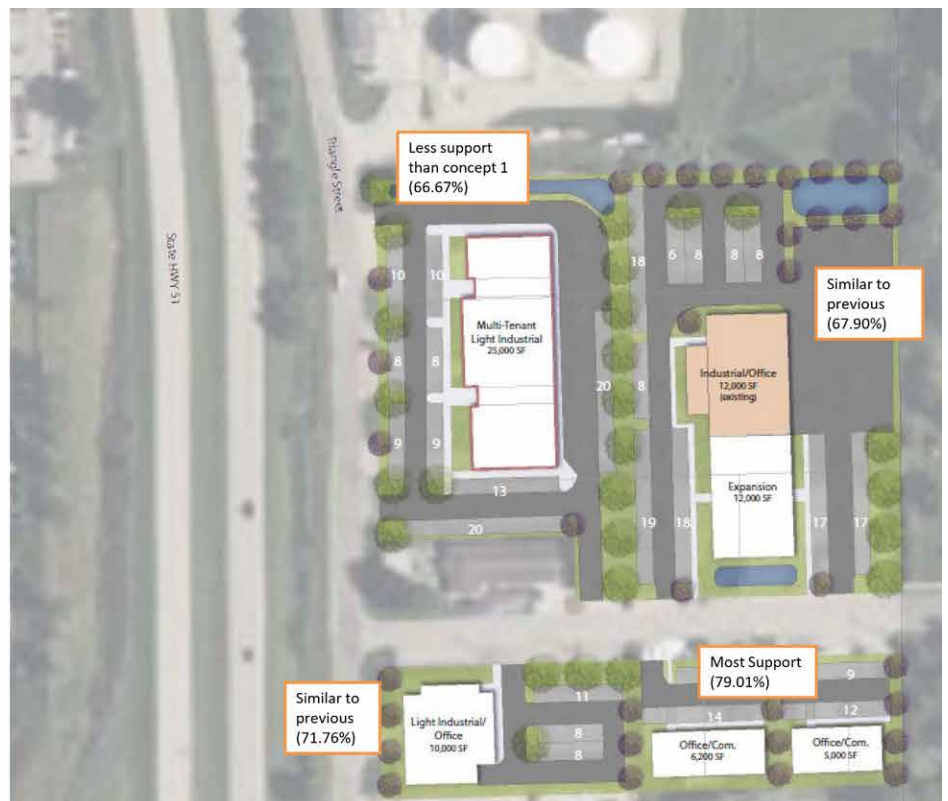 Less support
than concept 1
(66.67%)
Triangle Street
State HWY 51
18
6
8
8
8
10
10
Similar to
previous
(67.90%)
Multi-Tenant
Light Industrial
25,000 SF
8
8
20
8
Industrial/Office
12,000 SF
(existing)
9
9
13
Expansion
12,000 SF
20
19
18
17
17
Most Support
(79.01%)
9
Similar to
previous
(71.76%)
11
Light Industrial/
Office
10,000 SF
8
8
14
12
Office/Com.
6,200 SF
Office/Com.
5,000 SF